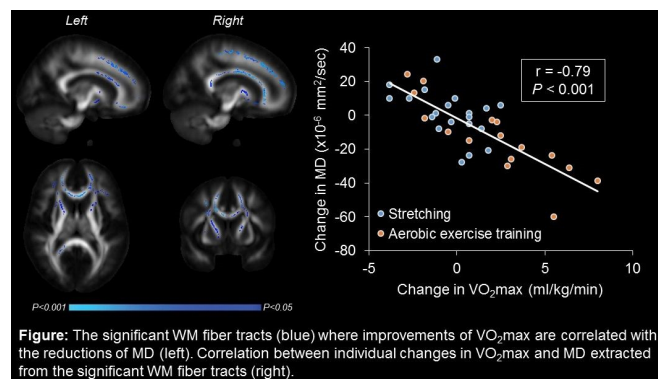 Left
Right
40
20
0
-20
-40
-60
-80
Change in MD (x10⁻⁶ mm²/sec)
r = -0.79
P < 0.001
Stretching
Aerobic exercise training
-5
0
5
10
Change in VO₂max (ml/kg/min)
P<0.001
P<0.05
Figure: The significant WM fiber tracts (blue) where improvements of VO₂max are correlated with
the reductions of MD (left). Correlation between individual changes in VO₂max and MD extracted
from the significant WM fiber tracts (right).